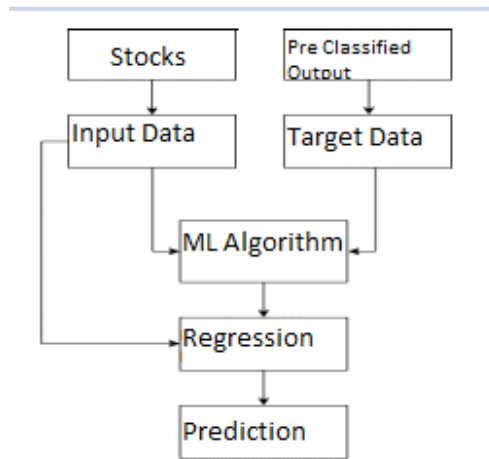 Stocks
Pre Classified
Output
Input Data
Target Data
ML Algorithm
Regression
Prediction